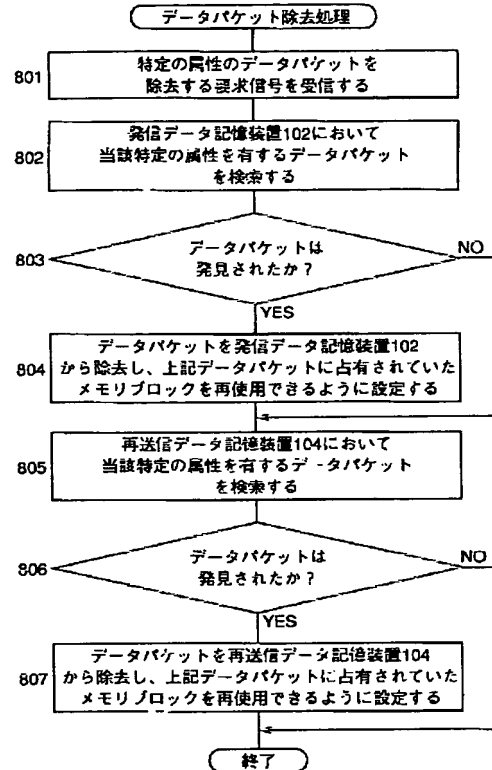 データパケット除去処理
801
特定の属性のデータパケットを
除去する要求信号を受信する
802
発信データ記憶装置102において
当該特定の属性を有するデータパケット
を検索する
803
データパケットは
発見されたか？
NO
YES
804
データパケットを発信データ記憶装置102
から除去し、上記データパケットに占有されていた
メモリブロックを再使用できるように設定する
805
再送信データ記憶装置104において
当該特定の属性を有するデータパケット
を検索する
806
データパケットは
発見されたか？
NO
YES
807
データパケットを再送信データ記憶装置104
から除去し、上記データパケットに占有されていた
メモリブロックを再使用できるように設定する
終了